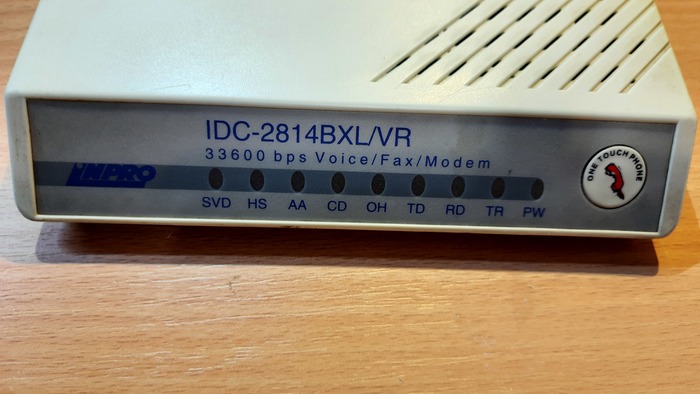 IDC-2814BXL/VR
33600 bps Voice/Fax/Modem
INPRO
SVD HS AA CD OH TD RD TR PW
ONE TOUCH PHONE